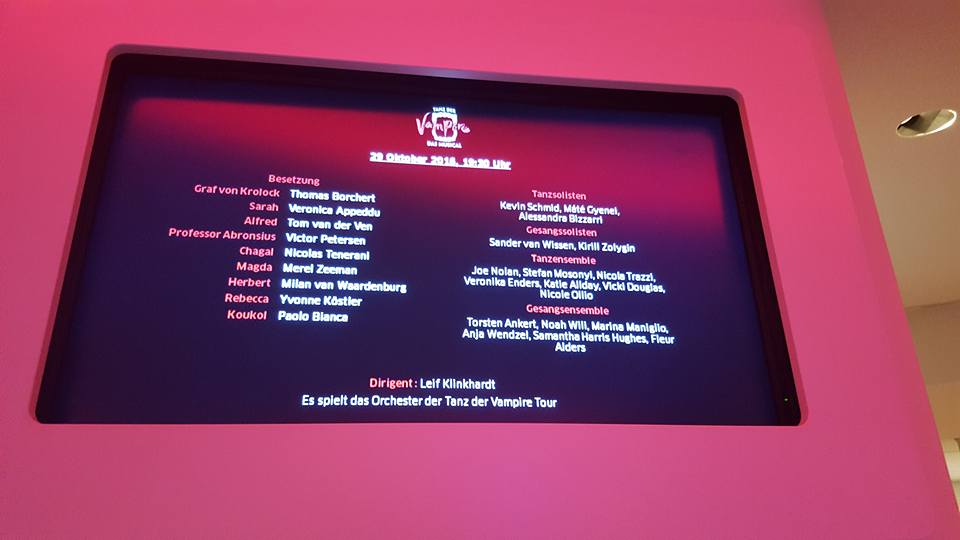 TANZ DER
Vampire
DAS MUSICAL
29 Oktober 2016, 19:30 Uhr
Besetzung
Graf von Krolock Thomas Borchert
Sarah Veronica Appeddu
Alfred Tom van der Ven
Professor Abronsius Victor Petersen
Chagal Nicolas Tenerani
Magda Merel Zeeman
Herbert Milan van Waardenburg
Rebecca Yvonne Köstler
Koukol Paolo Bianca
Tanzsolisten
Kevin Schmid, Máté Gyenei,
Alessandra Bizzarri
Gesangssolisten
Sander van Wissen, Kirill Zolygin
Tanzensemble
Joe Nolan, Stefan Mosonyi, Nicola Trazzi,
Veronika Enders, Katie Allday, Vicki Douglas,
Nicole Ollio
Gesangsensemble
Torsten Ankert, Noah Will, Marina Maniglio,
Anja Wendzel, Samantha Harris Hughes, Fleur
Alders
Dirigent: Leif Klinkhardt
Es spielt das Orchester der Tanz der Vampire Tour